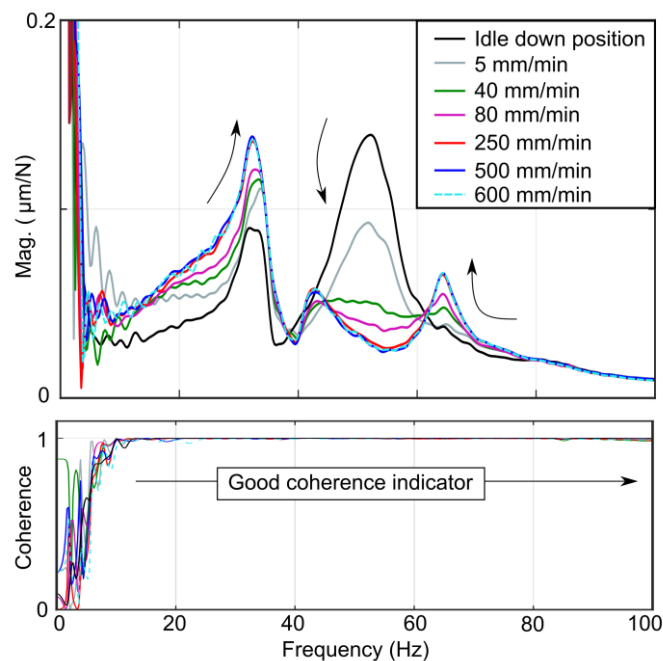 0.2
Mag. ( μm/N)
0
Idle down position
5 mm/min
40 mm/min
80 mm/min
250 mm/min
500 mm/min
600 mm/min
1
Coherence
0
Good coherence indicator
0 20 40 60 80 100
Frequency (Hz)